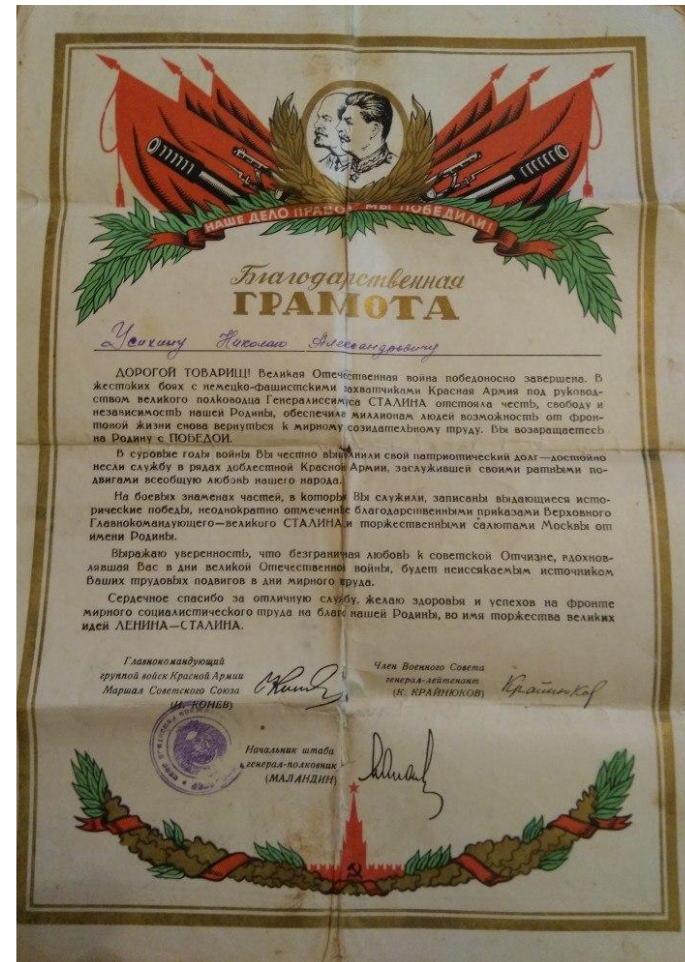 НАШЕ ДЕЛО ПРАВОЕ МЫ ПОБЕДИЛИ!
Благодарственная
ГРАМОТА
Усихину Николаю Александровичу
ДОРОГОЙ ТОВАРИЩ! Великая Отечественная война победоносно завершена. В
жестоких боях с немецко-фашистскими захватчиками Красная Армия под руковод-
ством великого полководца Генералиссимуса СТАЛИНА отстояла честь, свободу и
независимость нашей Родины, обеспечила миллионам людей возможность от фрон-
товой жизни снова вернуться к мирному созидательному труду. Вы возвращаетесь
на Родину с ПОБЕДОЙ.
В суровые годы войны Вы честно выполнили свой патриотический долг—достойно
несли службу в рядах доблестной Красной Армии, заслужившей своими ратными по-
двигами всеобщую любовь нашего народа.
На боевых знаменах частей, в которых Вы служили, записаны выдающиеся исто-
рические победы, неоднократно отмеченные благодарственными приказами Верховного
Главнокомандующего—великого СТАЛИНА и торжественными салютами Москвы от
имени Родины.
Выражаю уверенность, что безграничная любовь к советской Отчизне, вдохнов-
лявшая Вас в дни великой Отечественной войны, будет неиссякаемым источником
Ваших трудовых подвигов в дни мирного труда.
Сердечное спасибо за отличную службу, желаю здоровья и успехов на фронте
мирного социалистического труда на благо нашей Родины, во имя торжества великих
идей ЛЕНИНА—СТАЛИНА.
Главнокомандующий
группой войск Красной Армии
Маршал Советского Союза
(И. КОНЕВ)
Член Военного Совета
генерал-лейтенант
(К. КРАЙНЮКОВ)
Крайнюков
Начальник штаба
генерал-полковник
(МАЛАНДИН)